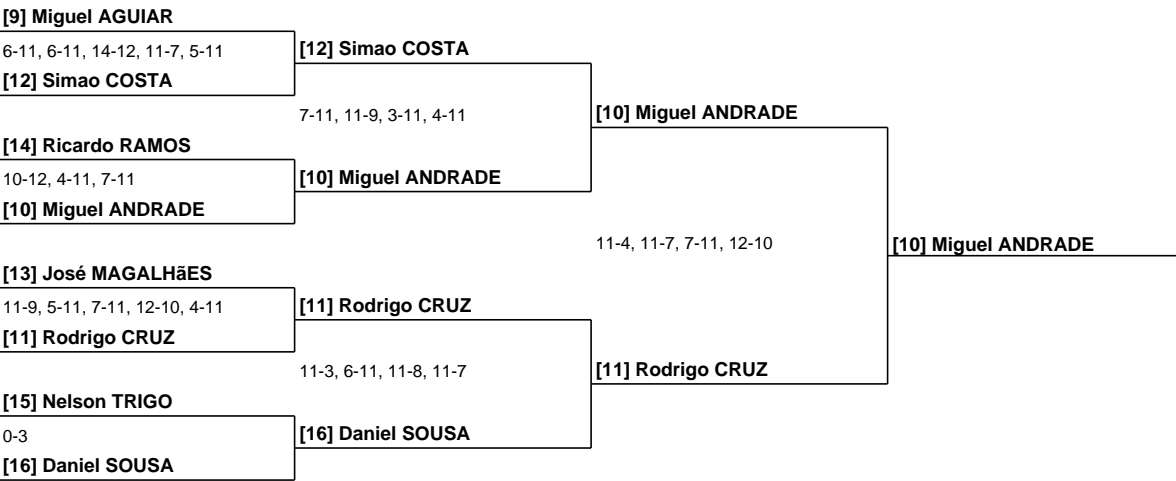 [9] Miguel AGUIAR
6-11, 6-11, 14-12, 11-7, 5-11
[12] Simao COSTA
[12] Simao COSTA
7-11, 11-9, 3-11, 4-11
[10] Miguel ANDRADE
[14] Ricardo RAMOS
10-12, 4-11, 7-11
[10] Miguel ANDRADE
[10] Miguel ANDRADE
11-4, 11-7, 7-11, 12-10
[10] Miguel ANDRADE
[13] José MAGALHãES
11-9, 5-11, 7-11, 12-10, 4-11
[11] Rodrigo CRUZ
[11] Rodrigo CRUZ
11-3, 6-11, 11-8, 11-7
[11] Rodrigo CRUZ
[15] Nelson TRIGO
0-3
[16] Daniel SOUSA
[16] Daniel SOUSA